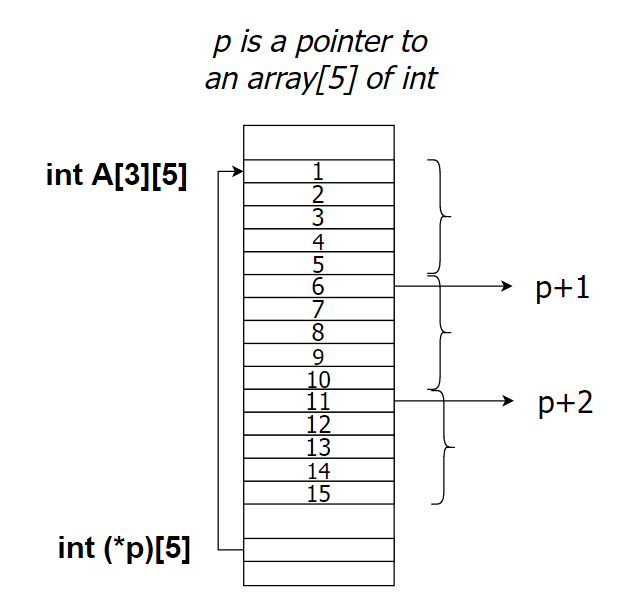 p is a pointer to
an array[5] of int
int A[3][5]
1
2
3
4
5
6
p+1
7
8
9
10
11
p+2
12
13
14
15
int (*p)[5]